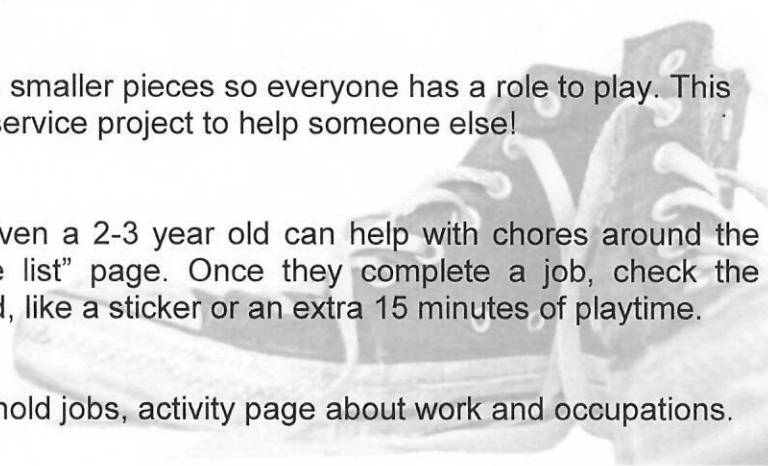 smaller pieces so everyone has a role to play. This
ervice project to help someone else!
ven a 2-3 year old can help with chores around the
e list” page. Once they complete a job, check the
d, like a sticker or an extra 15 minutes of playtime.
hold jobs, activity page about work and occupations.